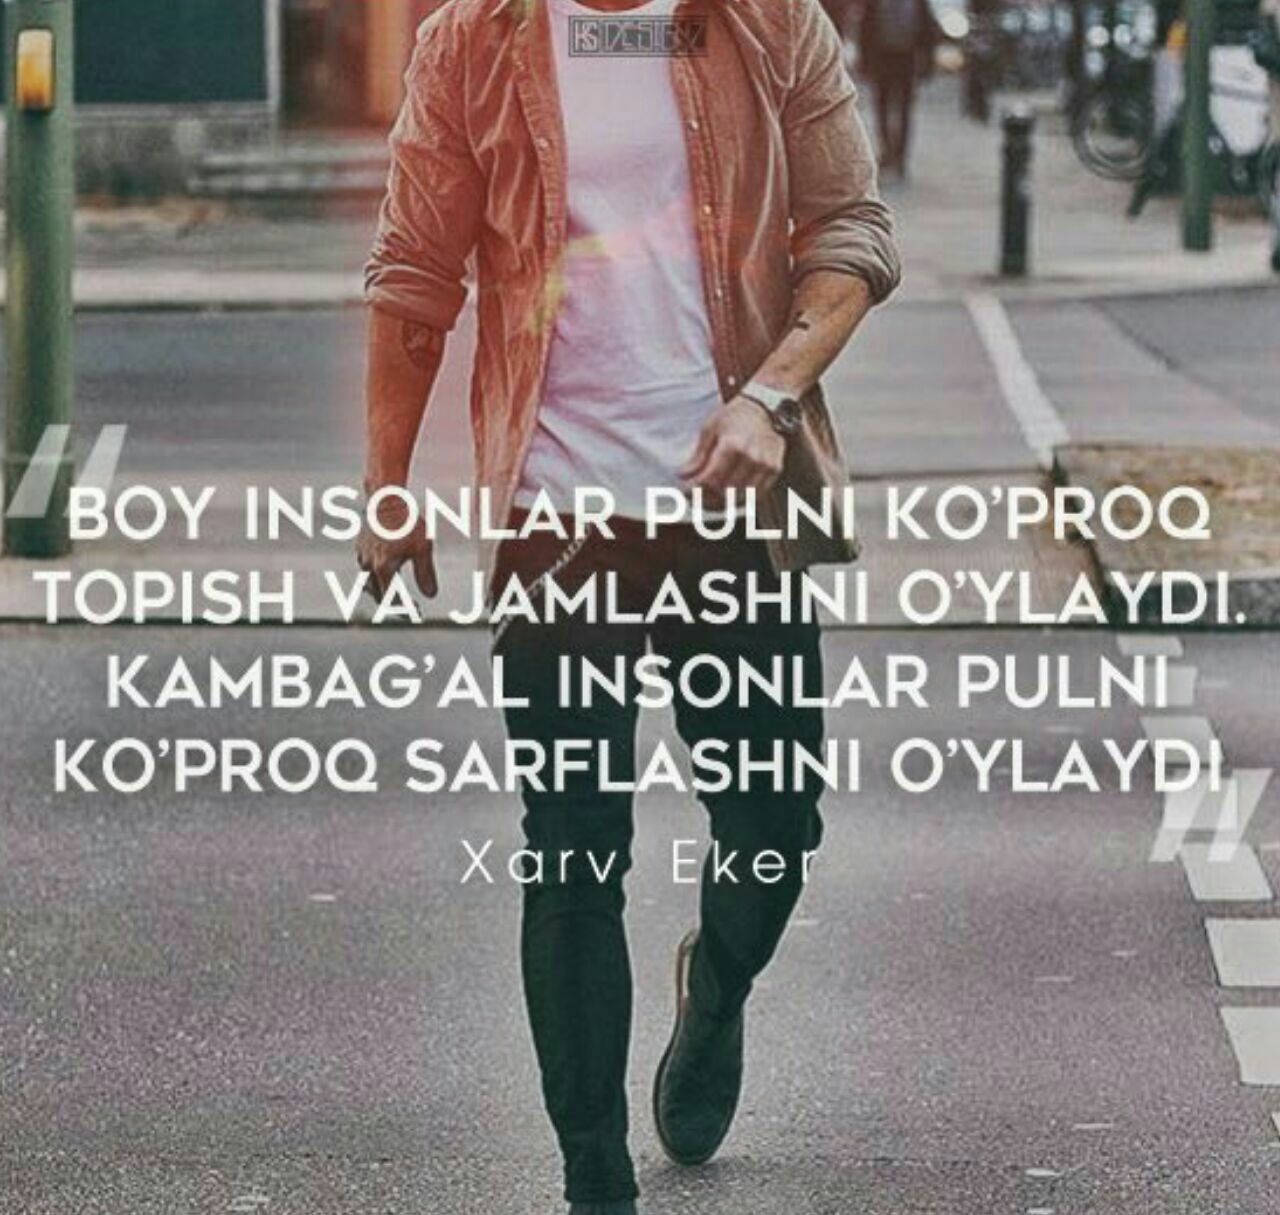 BOY INSONLAR PULNI KO'PROQ
TOPISH VA JAMLASHNI O'YLAYDI.
KAMBAG'AL INSONLAR PULNI
KO'PROQ SARFLASHNI O'YLAYDI
Xarv Eker